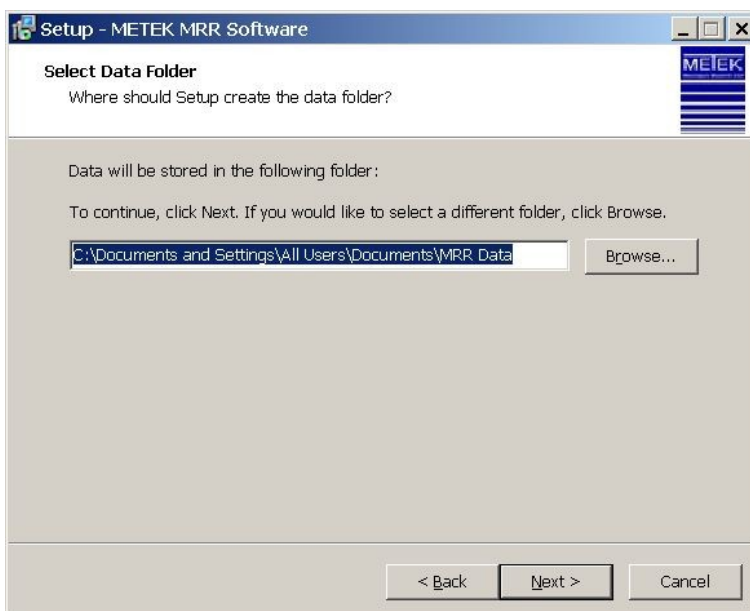 Setup - METEK MRR Software
Select Data Folder
Where should Setup create the data folder?
METEK
Data will be stored in the following folder:
To continue, click Next. If you would like to select a different folder, click Browse.
C:\Documents and Settings\All Users\Documents\MRR Data
Browse...
< Back
Next >
Cancel